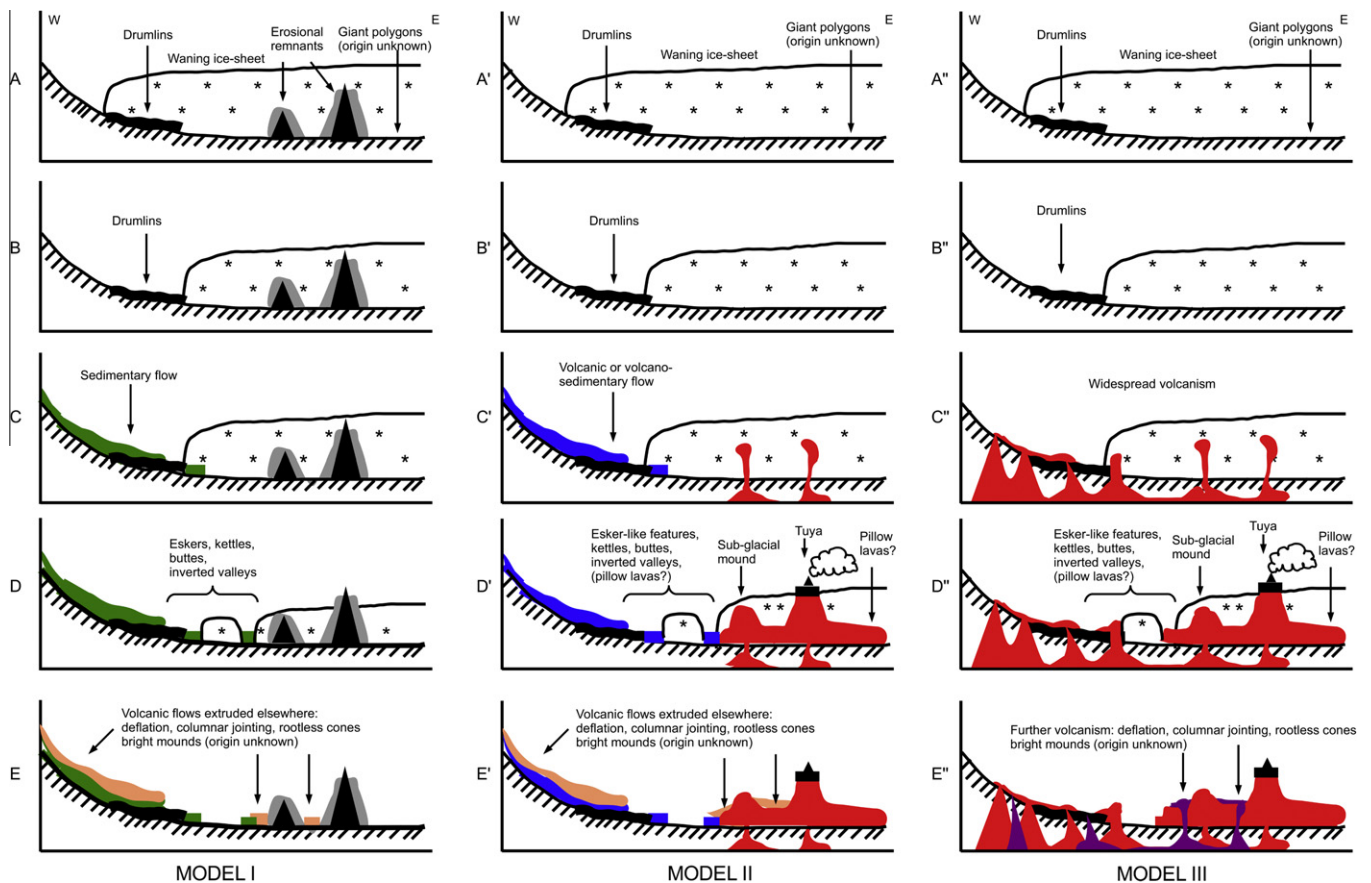 W
E
Drumlins
Waning ice-sheet
Erosional
remnants
Giant polygons
(origin unknown)
A
W
E
Drumlins
Waning ice-sheet
Giant polygons
(origin unknown)
A'
W
E
Drumlins
Waning ice-sheet
Giant polygons
(origin unknown)
A"
Drumlins
B
Drumlins
B'
Drumlins
B"
Sedimentary flow
C
Volcanic or volcano-
sedimentary flow
C'
Widespread volcanism
C"
Eskers, kettles,
buttes,
inverted valleys
D
Esker-like features,
kettles, buttes,
inverted valleys,
(pillow lavas?)
Sub-glacial
mound
Tuya
Pillow
lavas?
D'
Esker-like features,
kettles, buttes,
inverted valleys,
(pillow lavas?)
Sub-glacial
mound
Tuya
Pillow
lavas?
D"
Volcanic flows extruded elsewhere:
deflation, columnar jointing, rootless cones
bright mounds (origin unknown)
E
Volcanic flows extruded elsewhere:
deflation, columnar jointing, rootless cones
bright mounds (origin unknown)
E'
Further volcanism: deflation, columnar jointing, rootless cones
bright mounds (origin unknown)
E"
MODEL I
MODEL II
MODEL III